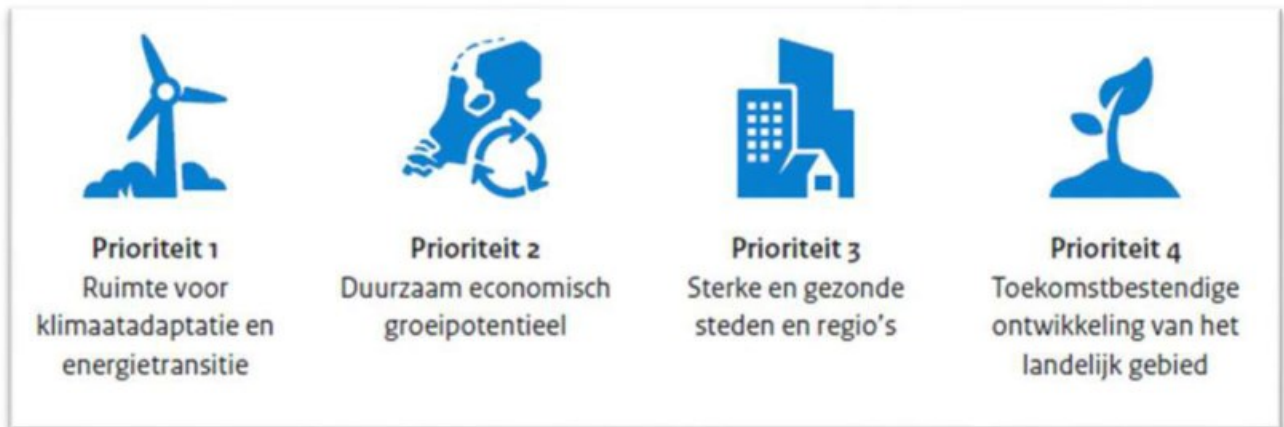 Prioriteit 1
Ruimte voor
klimaatadaptatie en
energietransitie
Prioriteit 2
Duurzaam economisch
groeipotentieel
Prioriteit 3
Sterke en gezonde
steden en regio's
Prioriteit 4
Toekomstbestendige
ontwikkeling van het
landelijk gebied